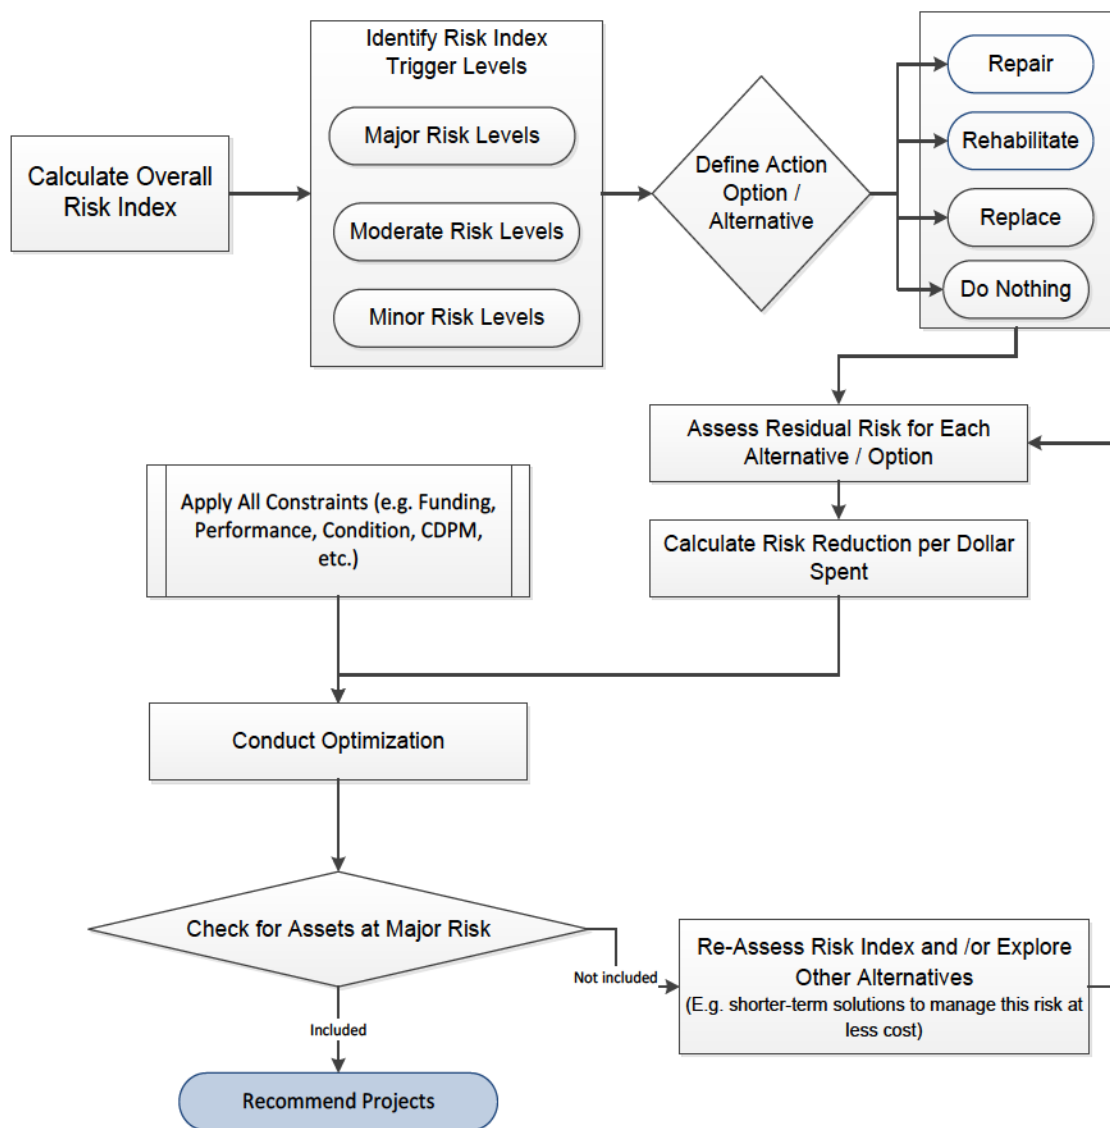 Calculate Overall
Risk Index
Identify Risk Index
Trigger Levels
Major Risk Levels
Moderate Risk Levels
Minor Risk Levels
Define Action
Option /
Alternative
Repair
Rehabilitate
Replace
Do Nothing
Assess Residual Risk for Each
Alternative / Option
Calculate Risk Reduction per Dollar
Spent
Apply All Constraints (e.g. Funding,
Performance, Condition, CDPM,
etc.)
Conduct Optimization
Check for Assets at Major Risk
Not included
Re-Assess Risk Index and /or Explore
Other Alternatives
(E.g. shorter-term solutions to manage this risk at
less cost)
Included
Recommend Projects